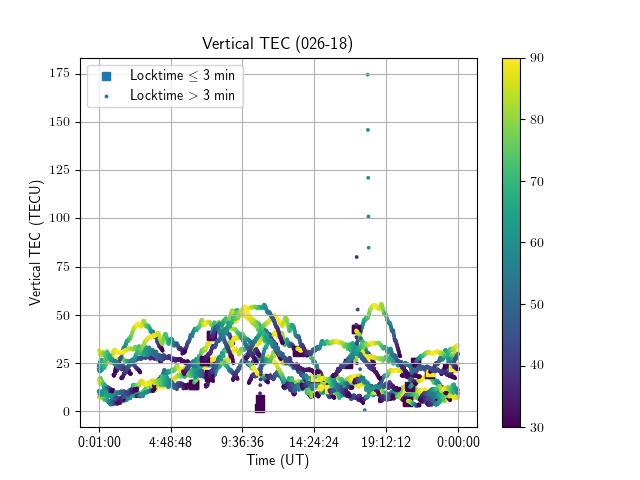 Vertical TEC (026-18)
Locktime ≤ 3 min
Locktime > 3 min
Vertical TEC (TECU)
175
150
125
100
75
50
25
0
0:01:00 4:48:48 9:36:36 14:24:24 19:12:12 0:00:00
Time (UT)
90
80
70
60
50
40
30